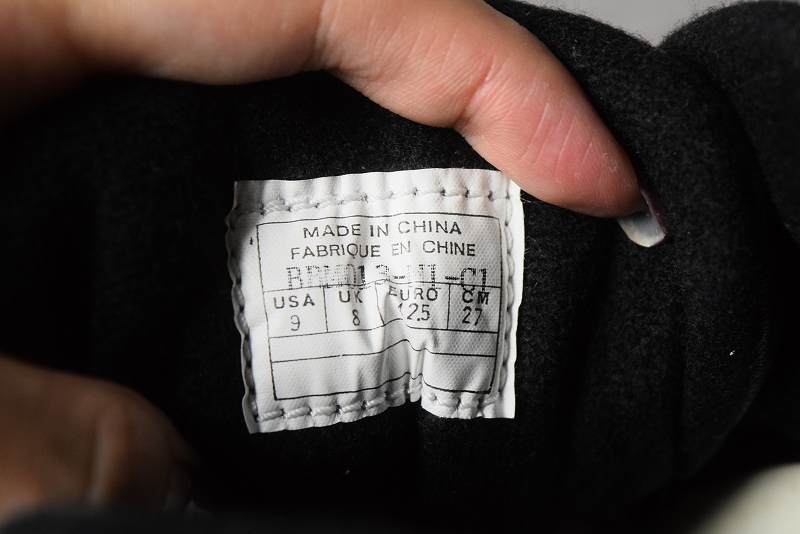 MADE IN CHINA
FABRIQUE EN CHINE
USA UK EURO CM
9 8 42.5 27